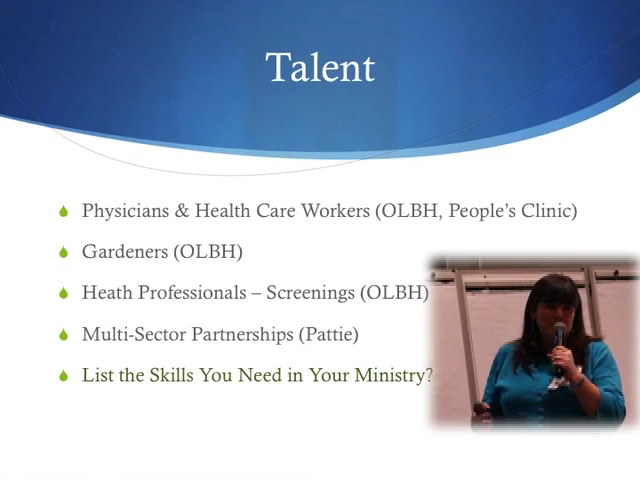 Talent
Physicians & Health Care Workers (OLBH, People's Clinic)
Gardeners (OLBH)
Heath Professionals – Screenings (OLBH)
Multi-Sector Partnerships (Pattie)
List the Skills You Need in Your Ministry?